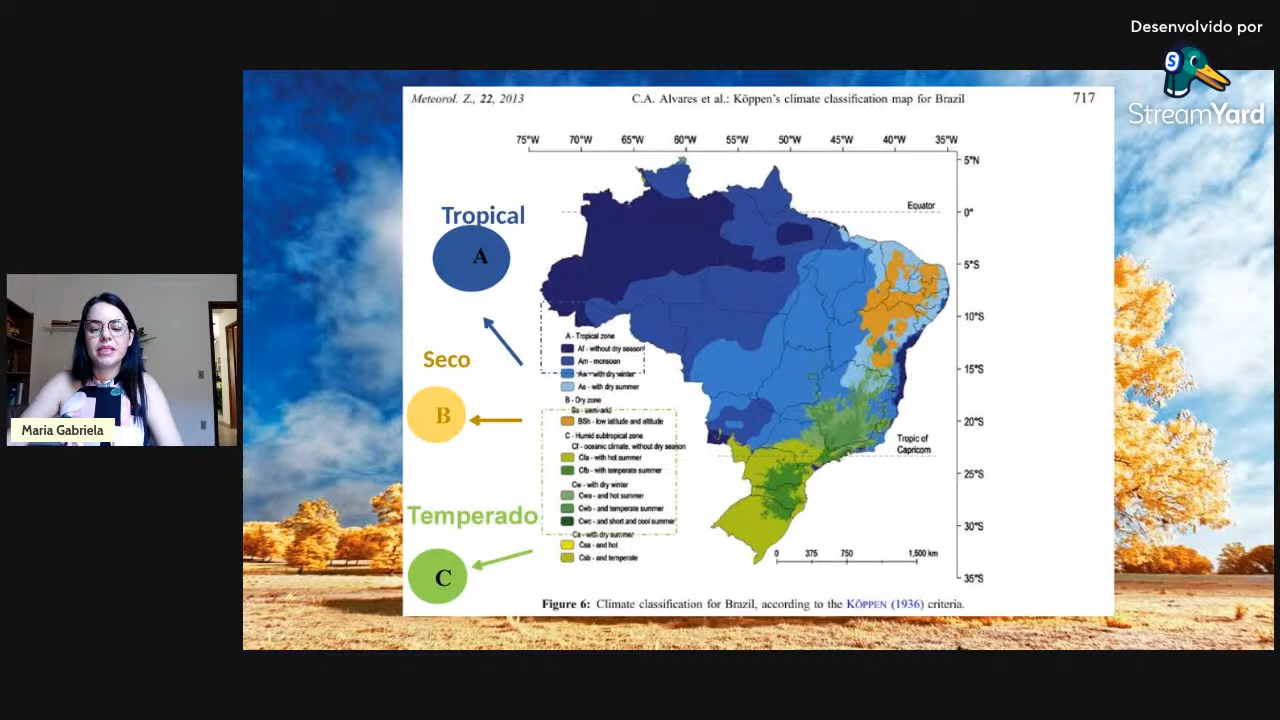 Desenvolvido por
S
StreamYard
Meteorol. Z., 22, 2013
C.A. Alvares et al.: Köppen's climate classification map for Brazil
717
75°W 70°W 65°W 60°W 55°W 50°W 45°W 40°W 35°W
5°N
Equator
0°
5°S
10°S
15°S
20°S
Tropic of
Capricorn
25°S
30°S
35°S
Tropical
A
Seco
B
Temperado
C
A - Tropical zone
Af - without dry season
Am - monsoon
Aw - with dry winter
As - with dry summer
B - Dry zone
Bs - semi-arid
BSh - low latitude and altitude
C - Humid subtropical zone
Cf - oceanic climate, without dry season
Cfa - with hot summer
Cfb - with temperate summer
Cw - with dry winter
Cwa - and hot summer
Cwb - and temperate summer
Cwc - and short and cool summer
Cs - with dry summer
Csa - and hot
Csb - and temperate
0 375 750 1,500 km
Figure 6: Climate classification for Brazil, according to the KÖPPEN (1936) criteria.
Maria Gabriela